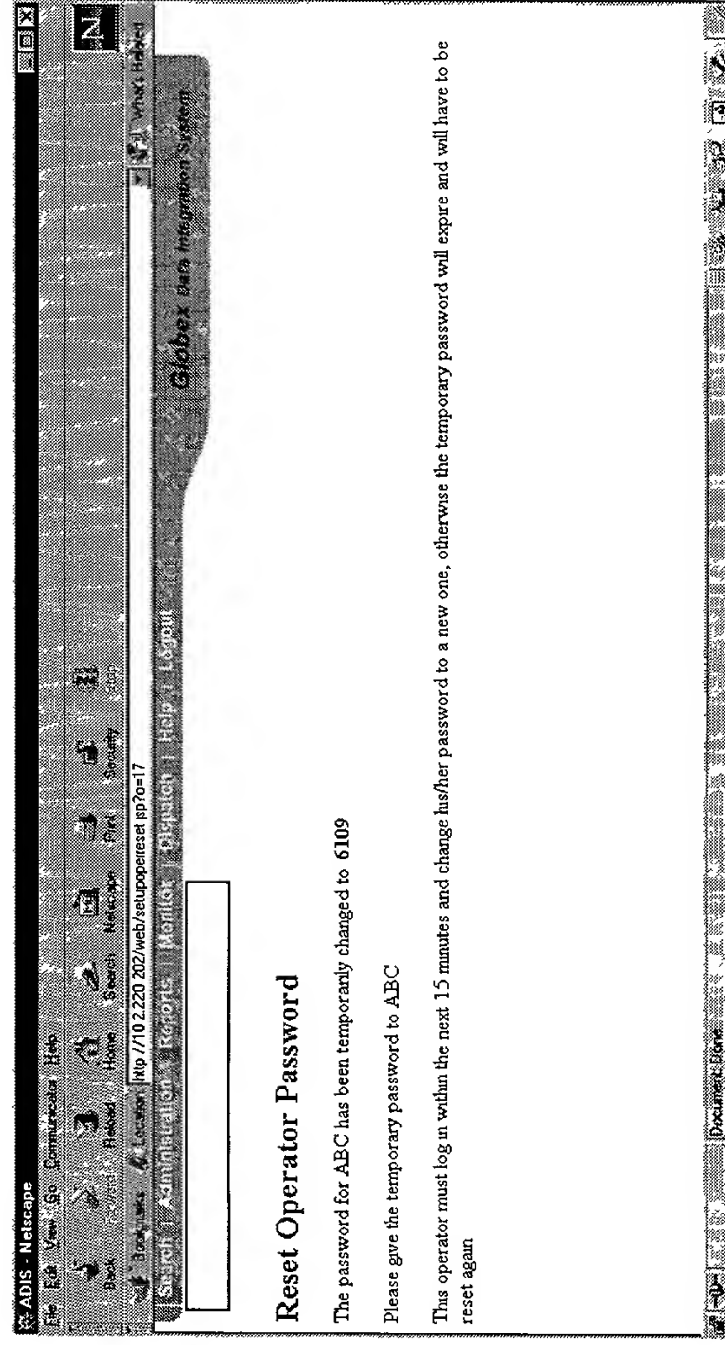 ADIS - Netscape
File Edit View Go Communicator Help
Back Reload Home Search Netscape Print Security Stop
Bookmarks Location http //10 2.220 202/web/setupoperreset jsp?o=17 What's Related
Search | Administration | Reports | Monitor | Dispatch | Help | Logout
Globex Data Integration System
Reset Operator Password
The password for ABC has been temporarily changed to 6109
Please give the temporary password to ABC
This operator must log in within the next 15 minutes and change his/her password to a new one, otherwise the temporary password will expire and will have to be
reset again
Document: Done